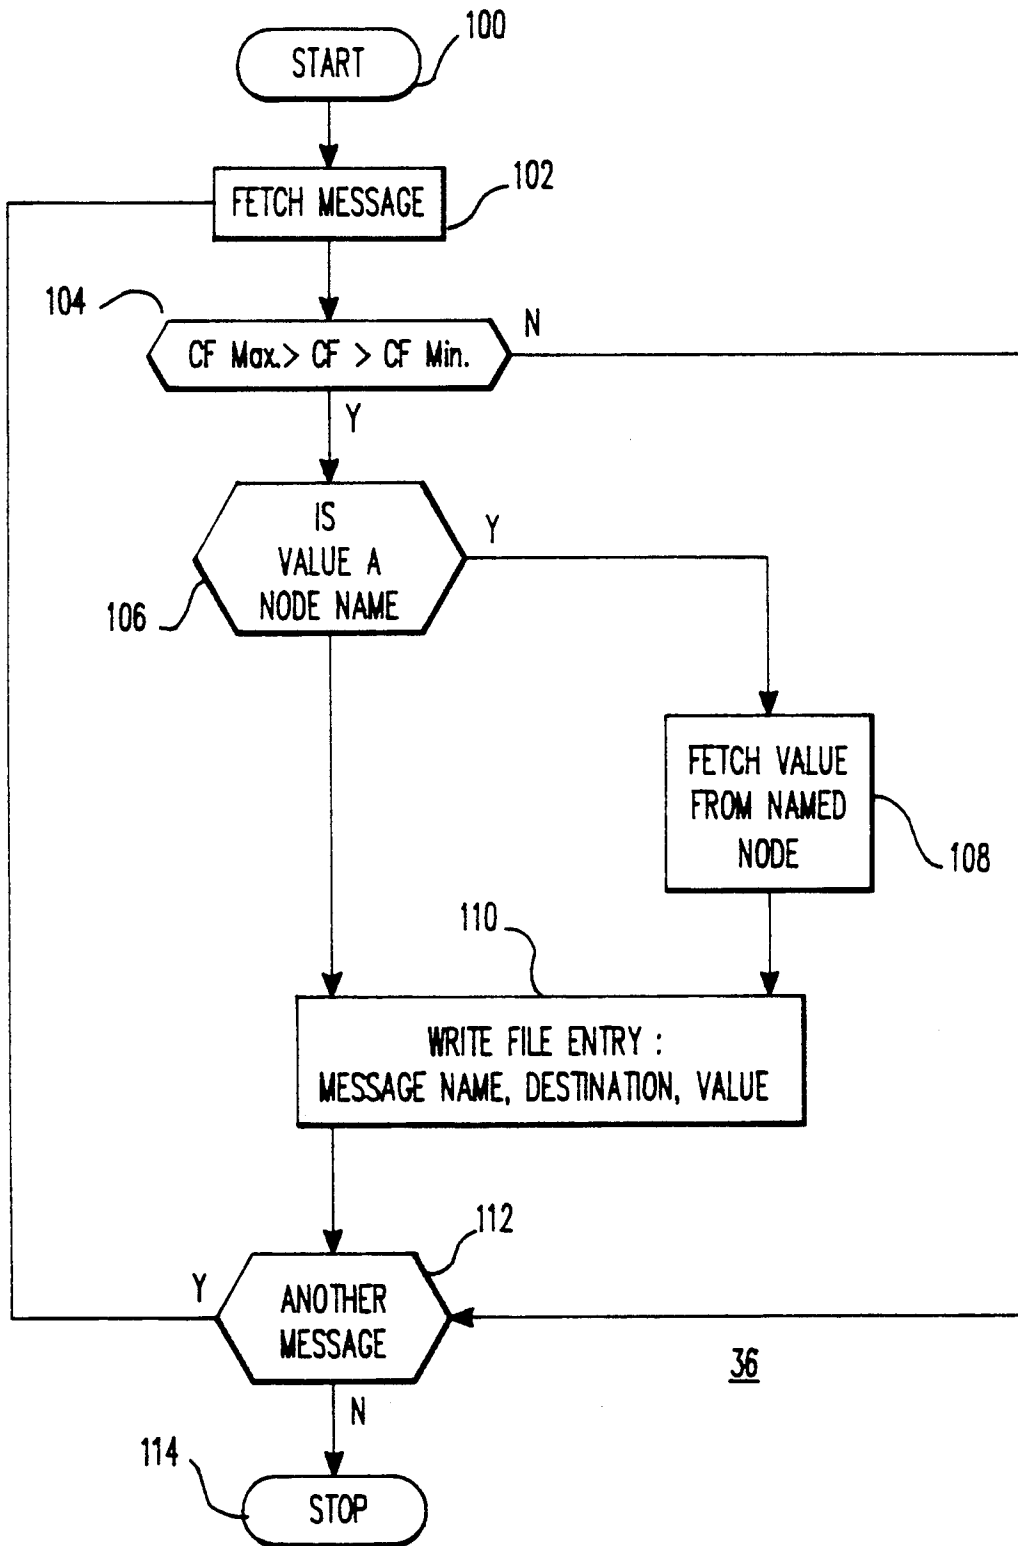 100
START
102
FETCH MESSAGE
104
N
CF Max.> CF > CF Min.
Y
IS
VALUE A
NODE NAME
Y
106
FETCH VALUE
FROM NAMED
NODE
108
110
WRITE FILE ENTRY :
MESSAGE NAME, DESTINATION, VALUE
112
Y
ANOTHER
MESSAGE
36
N
114
STOP